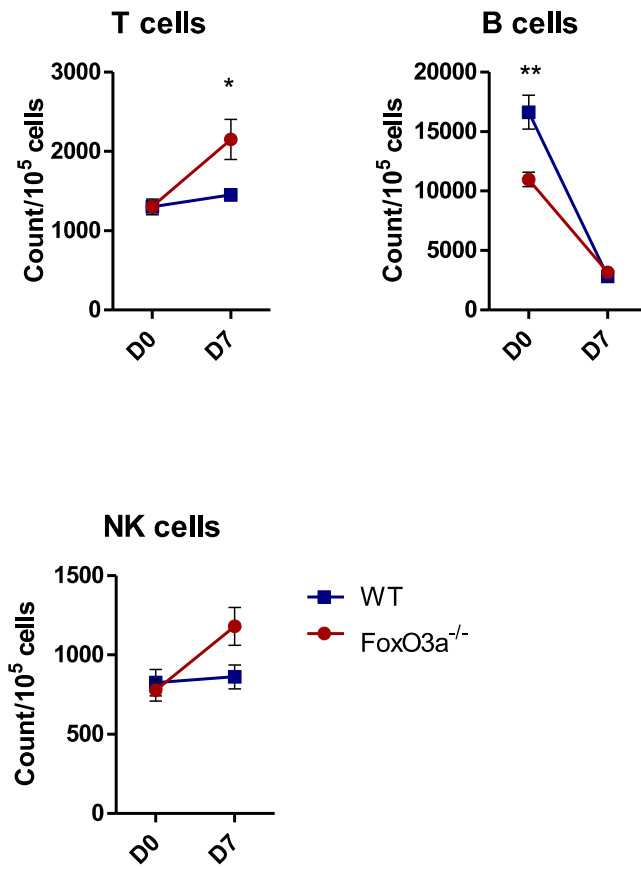 T cells
3000
2000
1000
0
Count/10⁵ cells
*
D0
D7
B cells
20000
15000
10000
5000
0
Count/10⁵ cells
**
D0
D7
NK cells
1500
1000
500
0
Count/10⁵ cells
D0
D7
WT
FoxO3a⁻/⁻